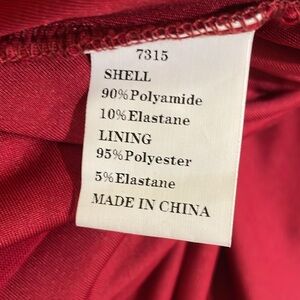 7315
SHELL
90%Polyamide
10%Elastane
LINING
95%Polyester
5%Elastane
MADE IN CHINA